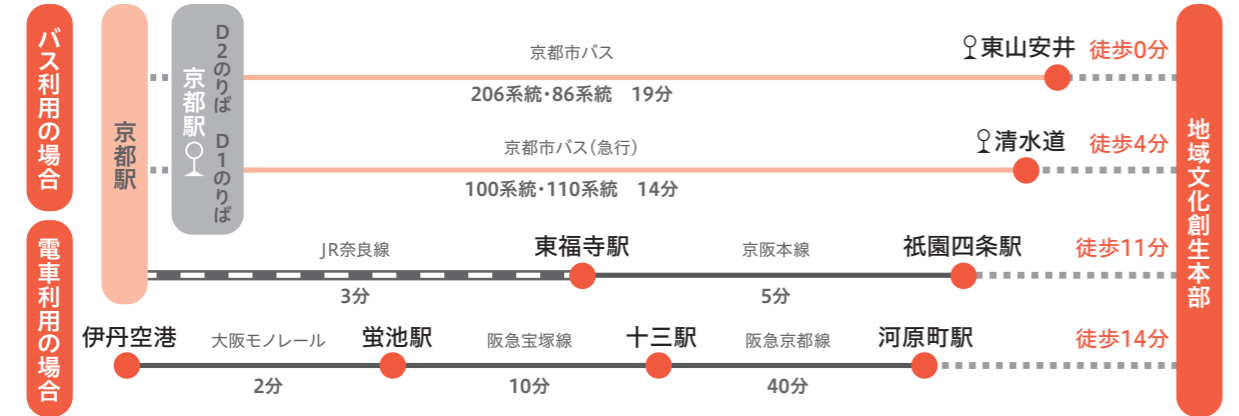 バス利用の場合
電車利用の場合
京都駅
京都駅
D2のりば
D1のりば
京都市バス
206系統・86系統　19分
東山安井
徒歩0分
京都市バス（急行）
100系統・110系統　14分
清水道
徒歩4分
JR奈良線
3分
東福寺駅
京阪本線
5分
祇園四条駅
徒歩11分
伊丹空港
大阪モノレール
2分
蛍池駅
阪急宝塚線
10分
十三駅
阪急京都線
40分
河原町駅
徒歩14分
地域文化創生本部